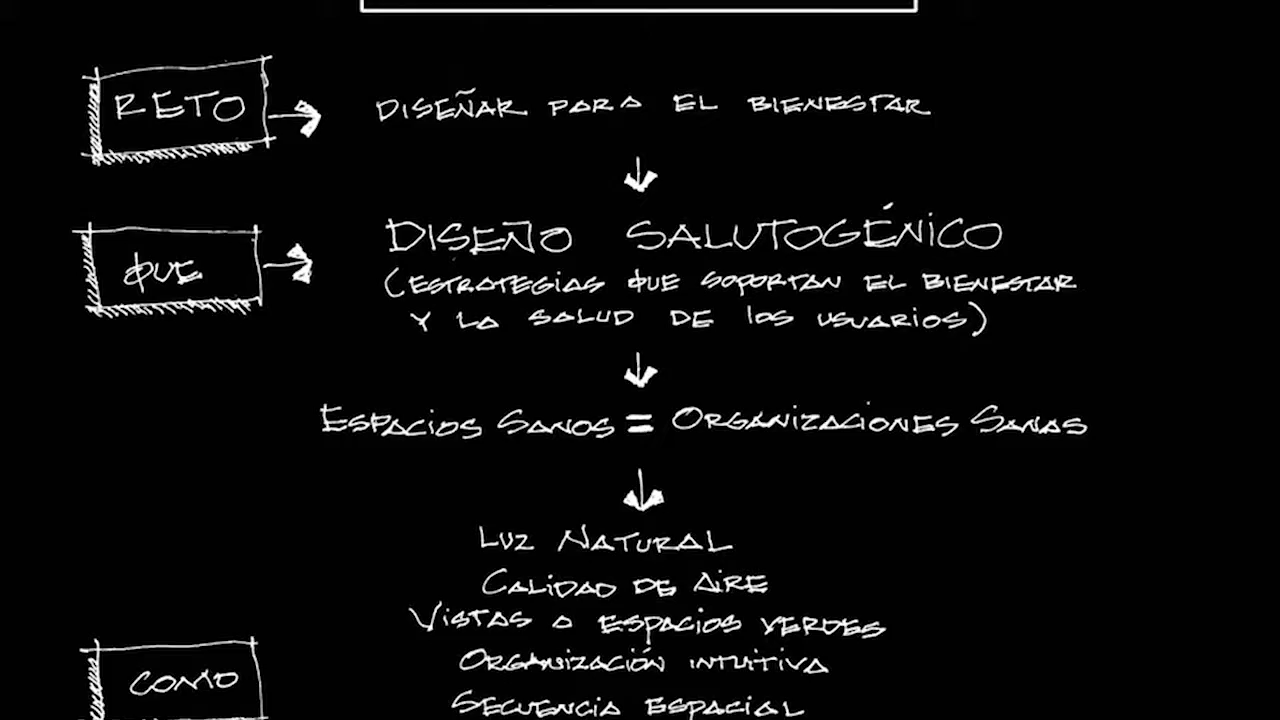 RETO
DISEÑAR PARA EL BIENESTAR
QUE
DISEÑO SALUTOGÉNICO
(ESTRATEGIAS QUE SOPORTAN EL BIENESTAR
Y LA SALUD DE LOS USUARIOS)
ESPACIOS SANOS = ORGANIZACIONES SANAS
LUZ NATURAL
CALIDAD DE AIRE
VISTAS A ESPACIOS VERDES
ORGANIZACIÓN INTUITIVA
COMO
SECUENCIA ESPACIAL